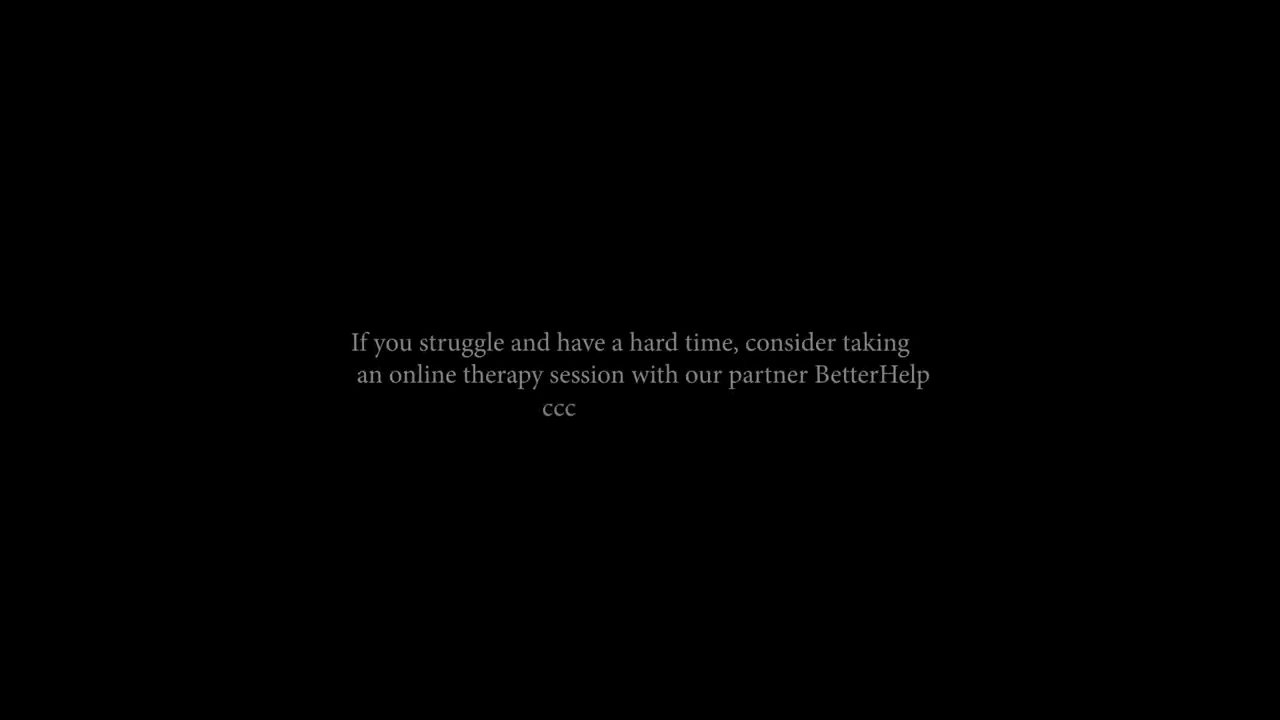 If you struggle and have a hard time, consider taking
an online therapy session with our partner BetterHelp
ccc